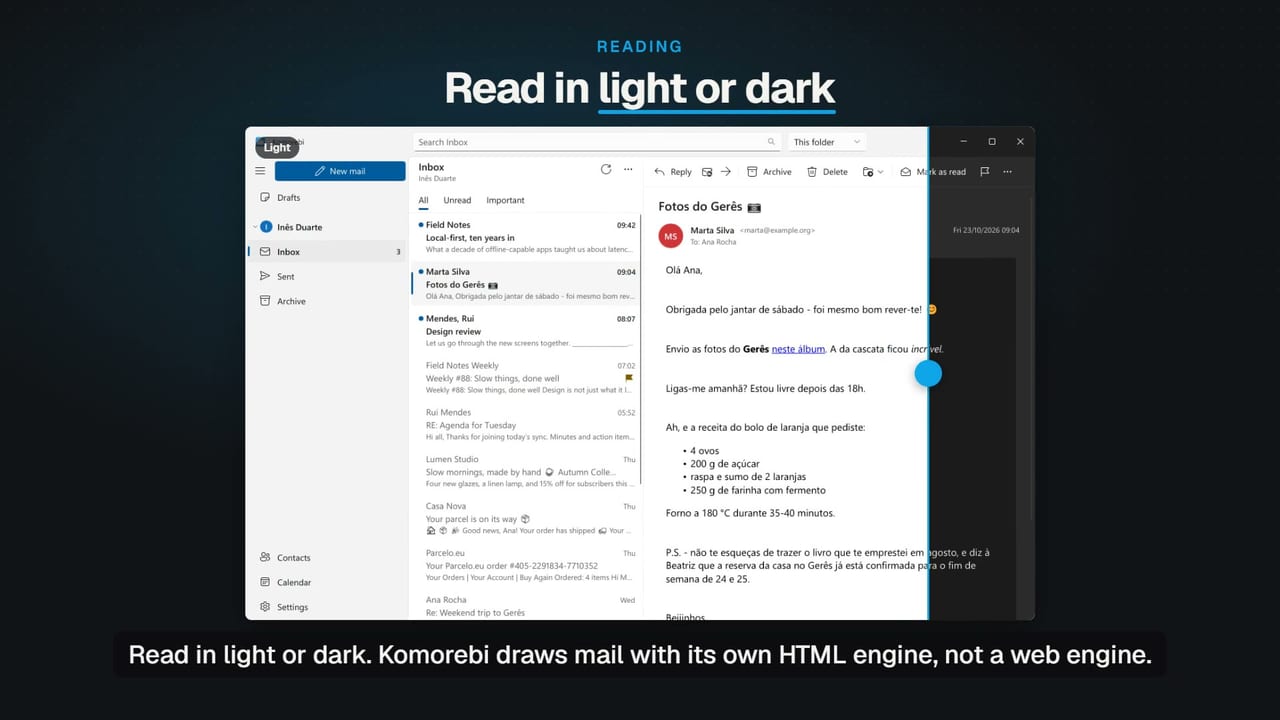 READING
Read in light or dark
Light
Search Inbox
This folder
New mail
Drafts
Inês Duarte
Inbox 3
Sent
Archive
Contacts
Calendar
Settings
Inbox
Inês Duarte
All Unread Important
Field Notes 09:42
Local-first, ten years in
What a decade of offline-capable apps taught us about latenc...
Marta Silva 09:04
Fotos do Gerês 📷
Olá Ana, Obrigada pelo jantar de sábado - foi mesmo bom rev...
Mendes, Rui 08:07
Design review
Let us go through the new screens together. ________________...
Field Notes Weekly 07:02
Weekly #88: Slow things, done well
Weekly #88: Slow things, done well Design is not just what it l...
Rui Mendes 05:52
RE: Agenda for Tuesday
Hi all, Thanks for joining today's sync. Minutes and action item...
Lumen Studio Thu
Slow mornings, made by hand Autumn Colle...
Four new glazes, a linen lamp, and 15% off for subscribers this ...
Casa Nova Thu
Your parcel is on its way 📦
Good news, Ana! Your order has shipped Your ...
Parcelo.eu Thu
Your Parcelo.eu order #405-2291834-7710352
Your Orders | Your Account | Buy Again Ordered: 4 items Hi M...
Ana Rocha Wed
Re: Weekend trip to Gerês
Reply Archive Delete Mark as read
Fotos do Gerês 📷
MS
Marta Silva <marta@example.org>
To: Ana Rocha
Fri 23/10/2026 09:04
Olá Ana,
Obrigada pelo jantar de sábado - foi mesmo bom rever-te! 😊
Envio as fotos do Gerês neste álbum. A da cascata ficou incrível.
Ligas-me amanhã? Estou livre depois das 18h.
Ah, e a receita do bolo de laranja que pediste:
• 4 ovos
• 200 g de açúcar
• raspa e sumo de 2 laranjas
• 250 g de farinha com fermento
Forno a 180 °C durante 35-40 minutos.
P.S. - não te esqueças de trazer o livro que te emprestei em agosto, e diz à
Beatriz que a reserva da casa no Gerês já está confirmada para o fim de
semana de 24 e 25.
Beijinhos,
Read in light or dark. Komorebi draws mail with its own HTML engine, not a web engine.